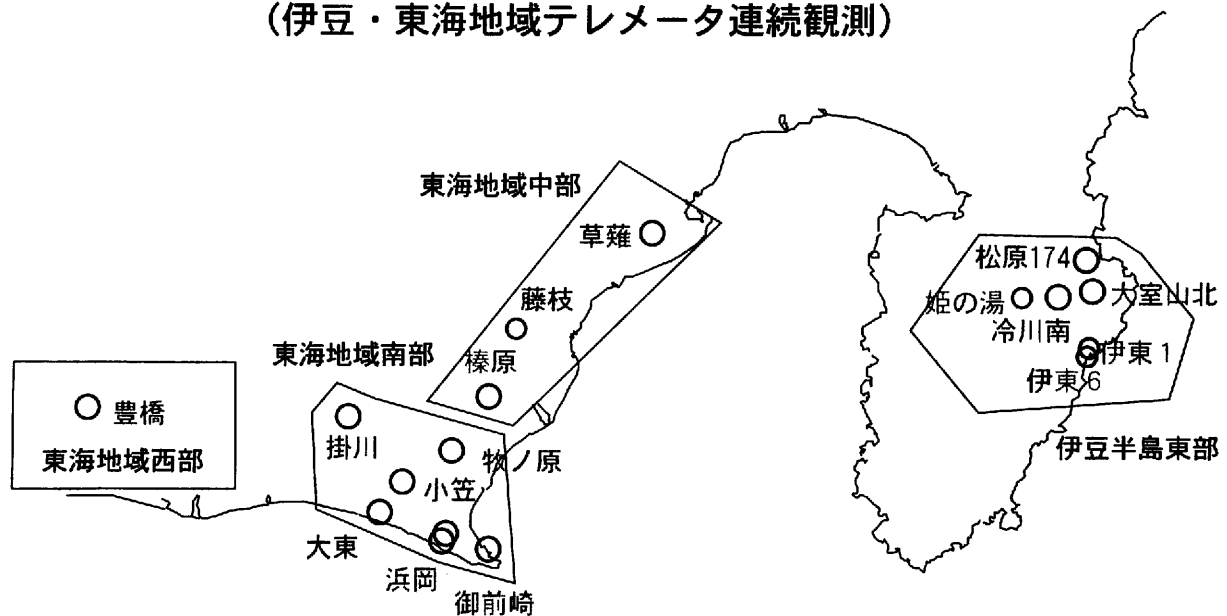 (伊豆・東海地域テレメータ連続観測)
東海地域中部
草薙
藤枝
榛原
東海地域南部
掛川
牧ノ原
小笠
大東
浜岡
御前崎
豊橋
東海地域西部
松原174
姫の湯
大室山北
冷川南
伊東1
伊東6
伊豆半島東部